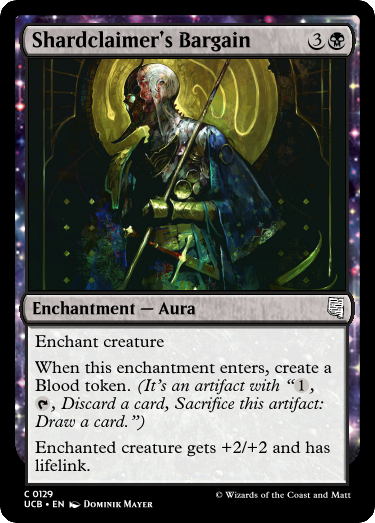 Shardclaimer's Bargain 3
Enchantment — Aura
Enchant creature
When this enchantment enters, create a
Blood token. (It's an artifact with “1,
, Discard a card, Sacrifice this artifact:
Draw a card.”)
Enchanted creature gets +2/+2 and has
lifelink.
C 0129
UCB • EN DOMINIK MAYER
© Wizards of the Coast and Matt